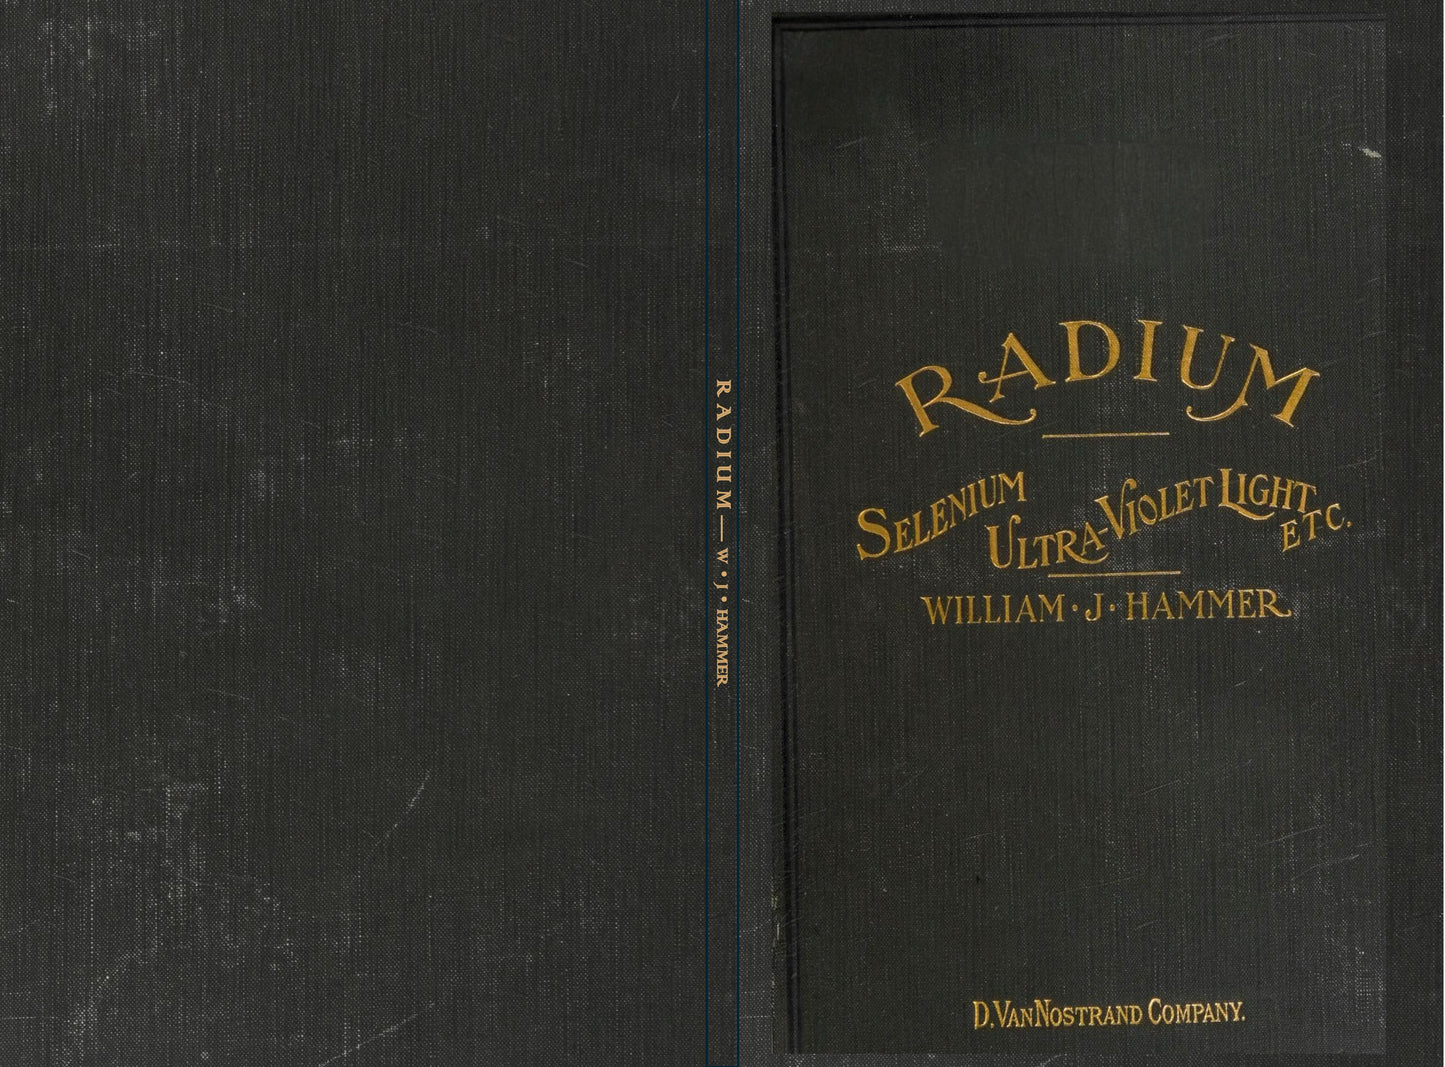 RADIUM — W • J • HAMMER
RADIUM
SELENIUM
ULTRA-VIOLET LIGHT
ETC.
WILLIAM • J • HAMMER
D. VAN NOSTRAND COMPANY.